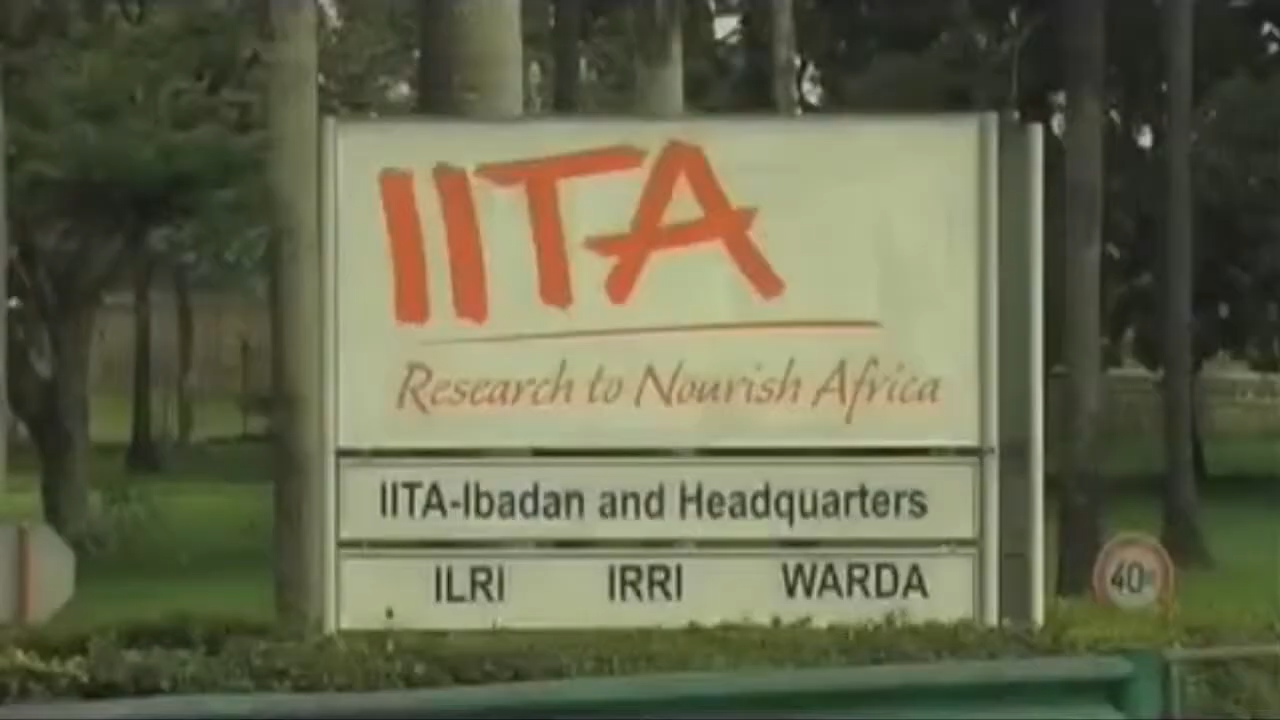 IITA
Research to Nourish Africa
IITA-Ibadan and Headquarters
ILRI IRRI WARDA
40